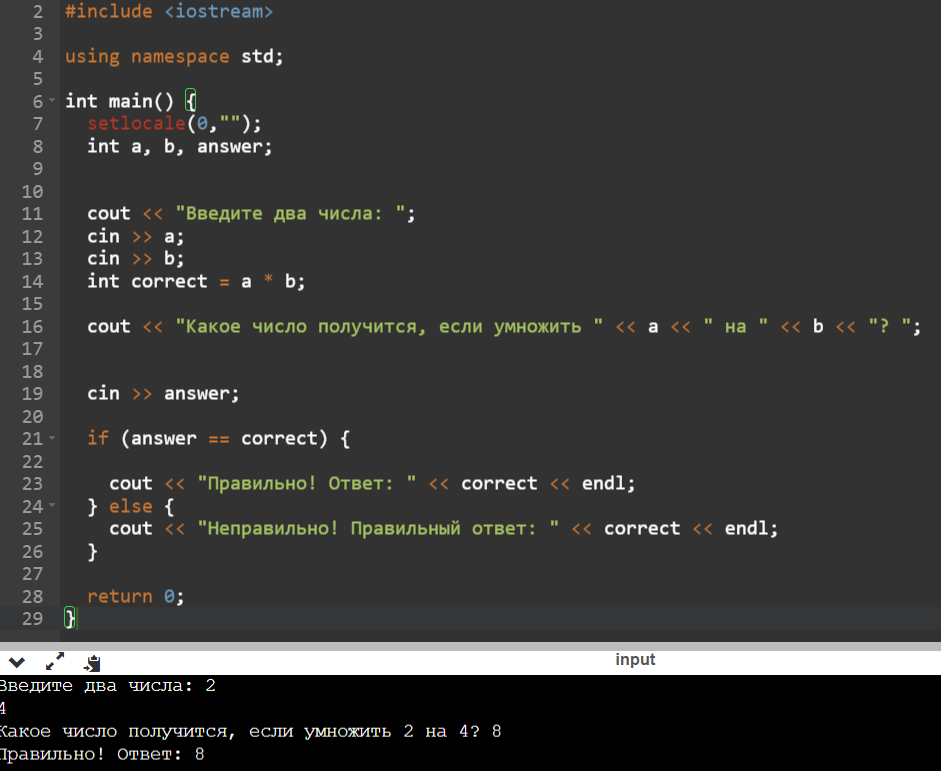 2 #include <iostream>
3
4 using namespace std;
5
6 int main() {
7 setlocale(0,"");
8 int a, b, answer;
9
10
11 cout << "Введите два числа: ";
12 cin >> a;
13 cin >> b;
14 int correct = a * b;
15
16 cout << "Какое число получится, если умножить " << a << " на " << b << "? ";
17
18
19 cin >> answer;
20
21 if (answer == correct) {
22
23 cout << "Правильно! Ответ: " << correct << endl;
24 } else {
25 cout << "Неправильно! Правильный ответ: " << correct << endl;
26 }
27
28 return 0;
29 }
input
Введите два числа: 2
4
Какое число получится, если умножить 2 на 4? 8
Правильно! Ответ: 8